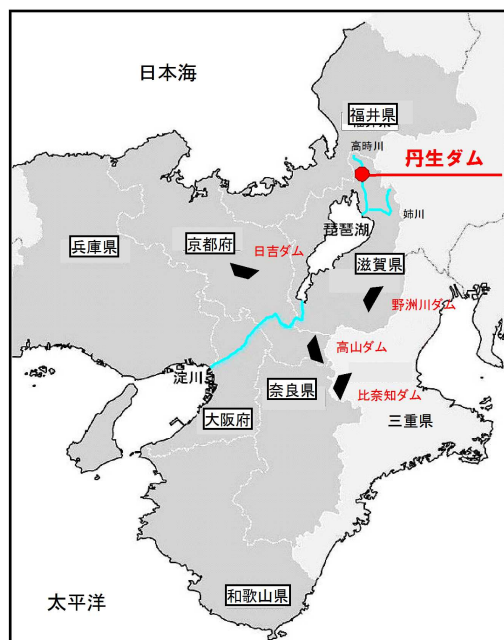 日本海
福井県
高時川
丹生ダム
姉川
琵琶湖
兵庫県
京都府
日吉ダム
滋賀県
野洲川ダム
高山ダム
淀川
奈良県
比奈知ダム
大阪府
三重県
和歌山県
太平洋